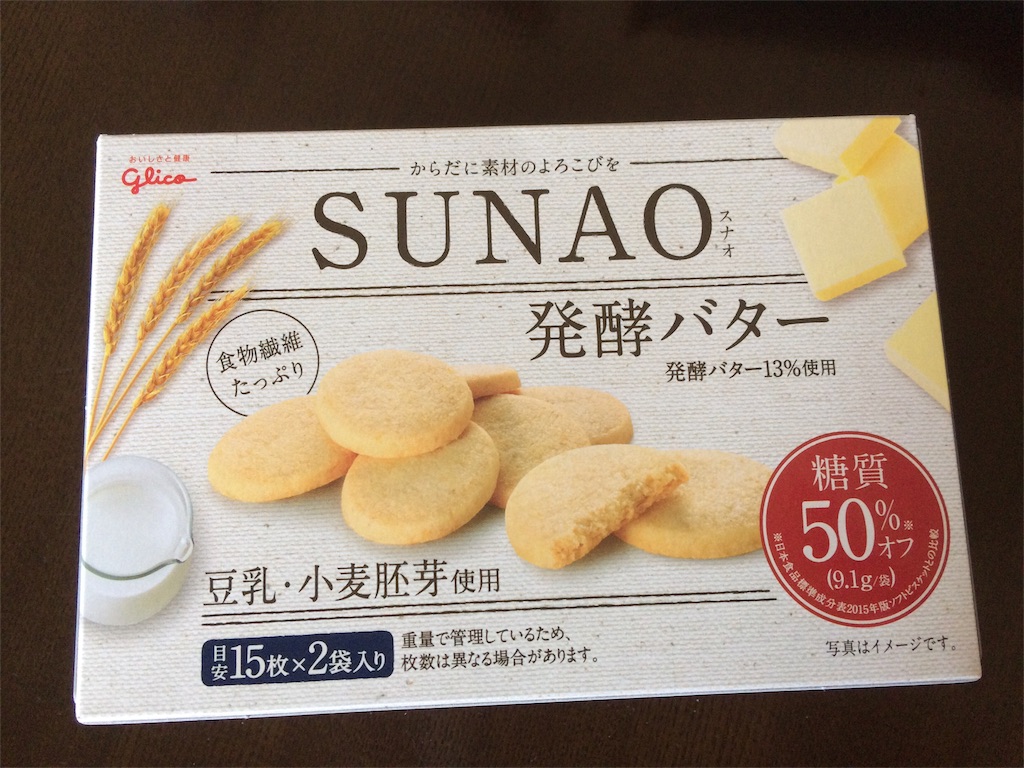 おいしさと健康
Glico
からだに素材のよろこびを
SUNAO
スナオ
発酵バター
発酵バター13%使用
食物繊維
たっぷり
糖質
50%※
オフ
(9.1g/袋)
※日本食品標準成分表2015年版ソフトビスケットとの比較
豆乳・小麦胚芽使用
目安15枚×2袋入り
重量で管理しているため、
枚数は異なる場合があります。
写真はイメージです。